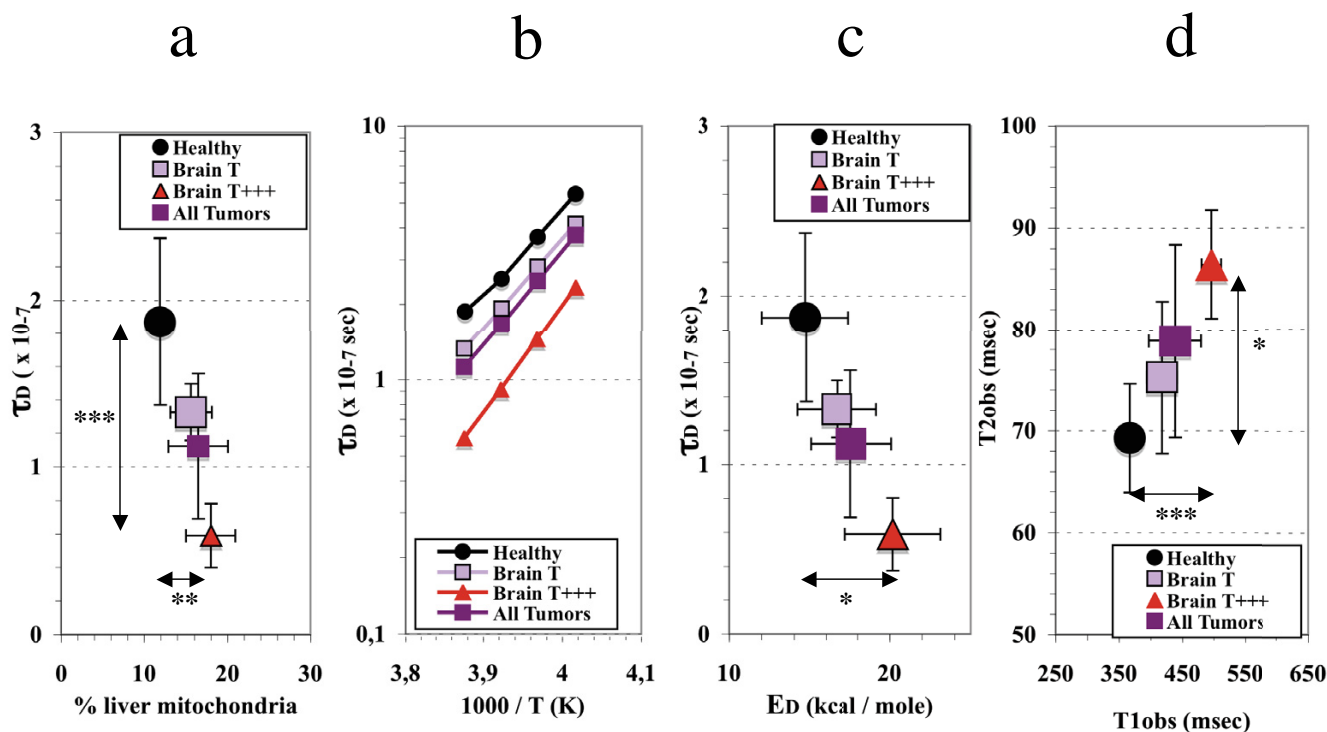 a
b
c
d
3
2
1
0
τD ( x 10-7
Healthy
Brain T
Brain T+++
All Tumors
***
**
0
10
20
30
% liver mitochondria
10
1
0,1
τD ( x 10-7 sec)
Healthy
Brain T
Brain T+++
All Tumors
3,8
3,9
4
4,1
1000 / T (K)
3
2
1
0
τD ( x 10-7 sec)
Healthy
Brain T
Brain T+++
All Tumors
*
10
20
ED (kcal / mole)
100
90
80
70
60
50
T2obs (msec)
*
***
Healthy
Brain T
Brain T+++
All Tumors
250
350
450
550
650
T1obs (msec)